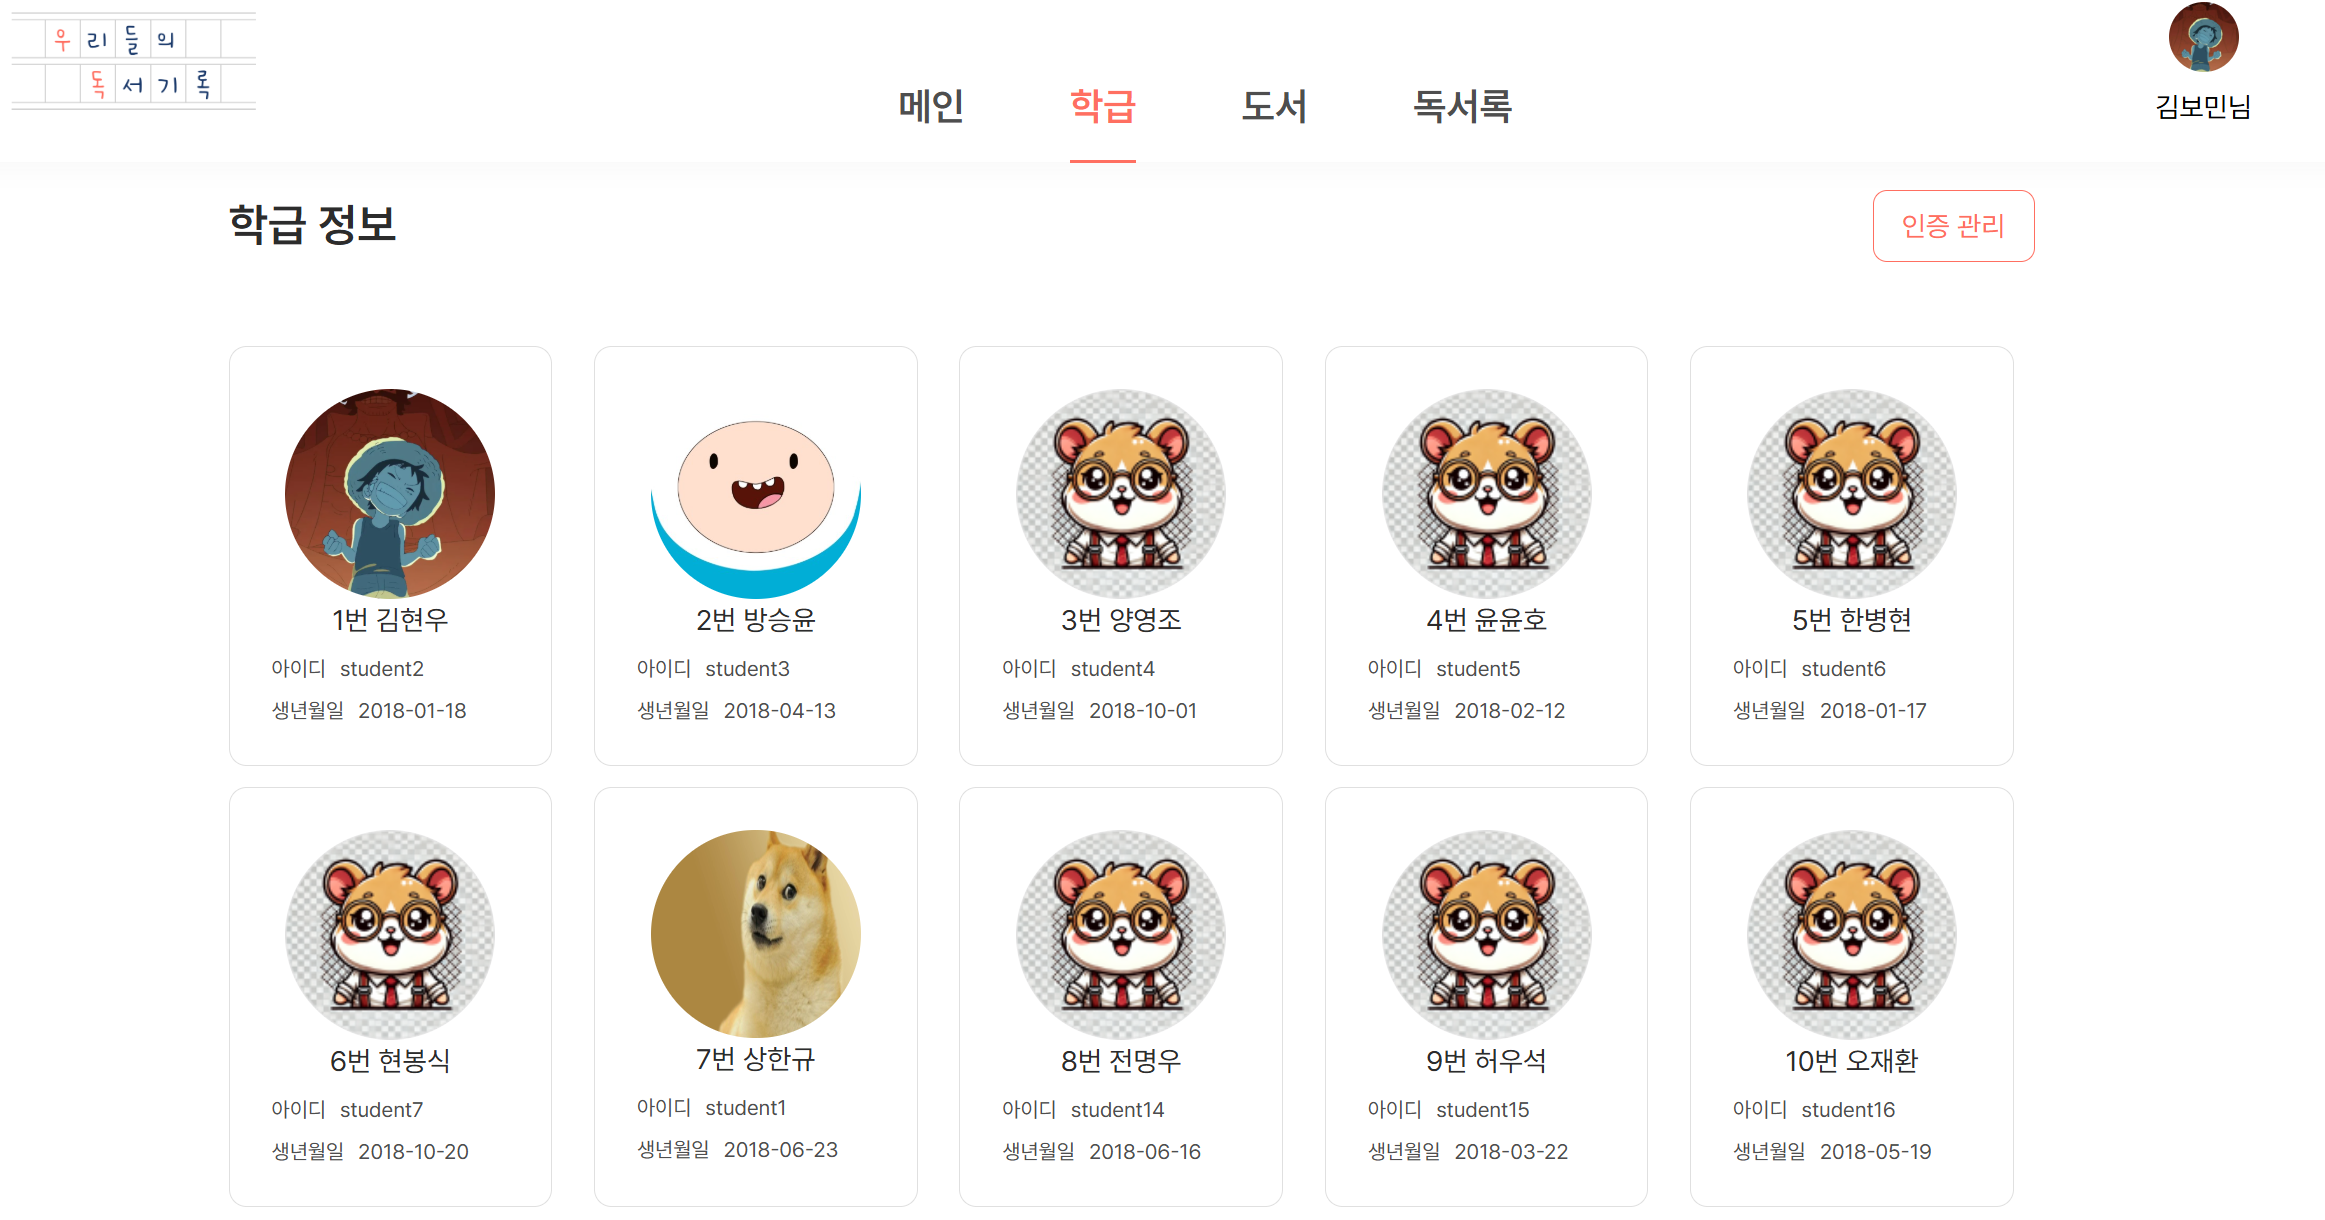 우리들의
독서기록
메인 학급 도서 독서록
김보민님
학급 정보
인증 관리
1번 김현우
아이디 student2
생년월일 2018-01-18
2번 방승윤
아이디 student3
생년월일 2018-04-13
3번 양영조
아이디 student4
생년월일 2018-10-01
4번 윤윤호
아이디 student5
생년월일 2018-02-12
5번 한병현
아이디 student6
생년월일 2018-01-17
6번 현봉식
아이디 student7
생년월일 2018-10-20
7번 상한규
아이디 student1
생년월일 2018-06-23
8번 전명우
아이디 student14
생년월일 2018-06-16
9번 허우석
아이디 student15
생년월일 2018-03-22
10번 오재환
아이디 student16
생년월일 2018-05-19